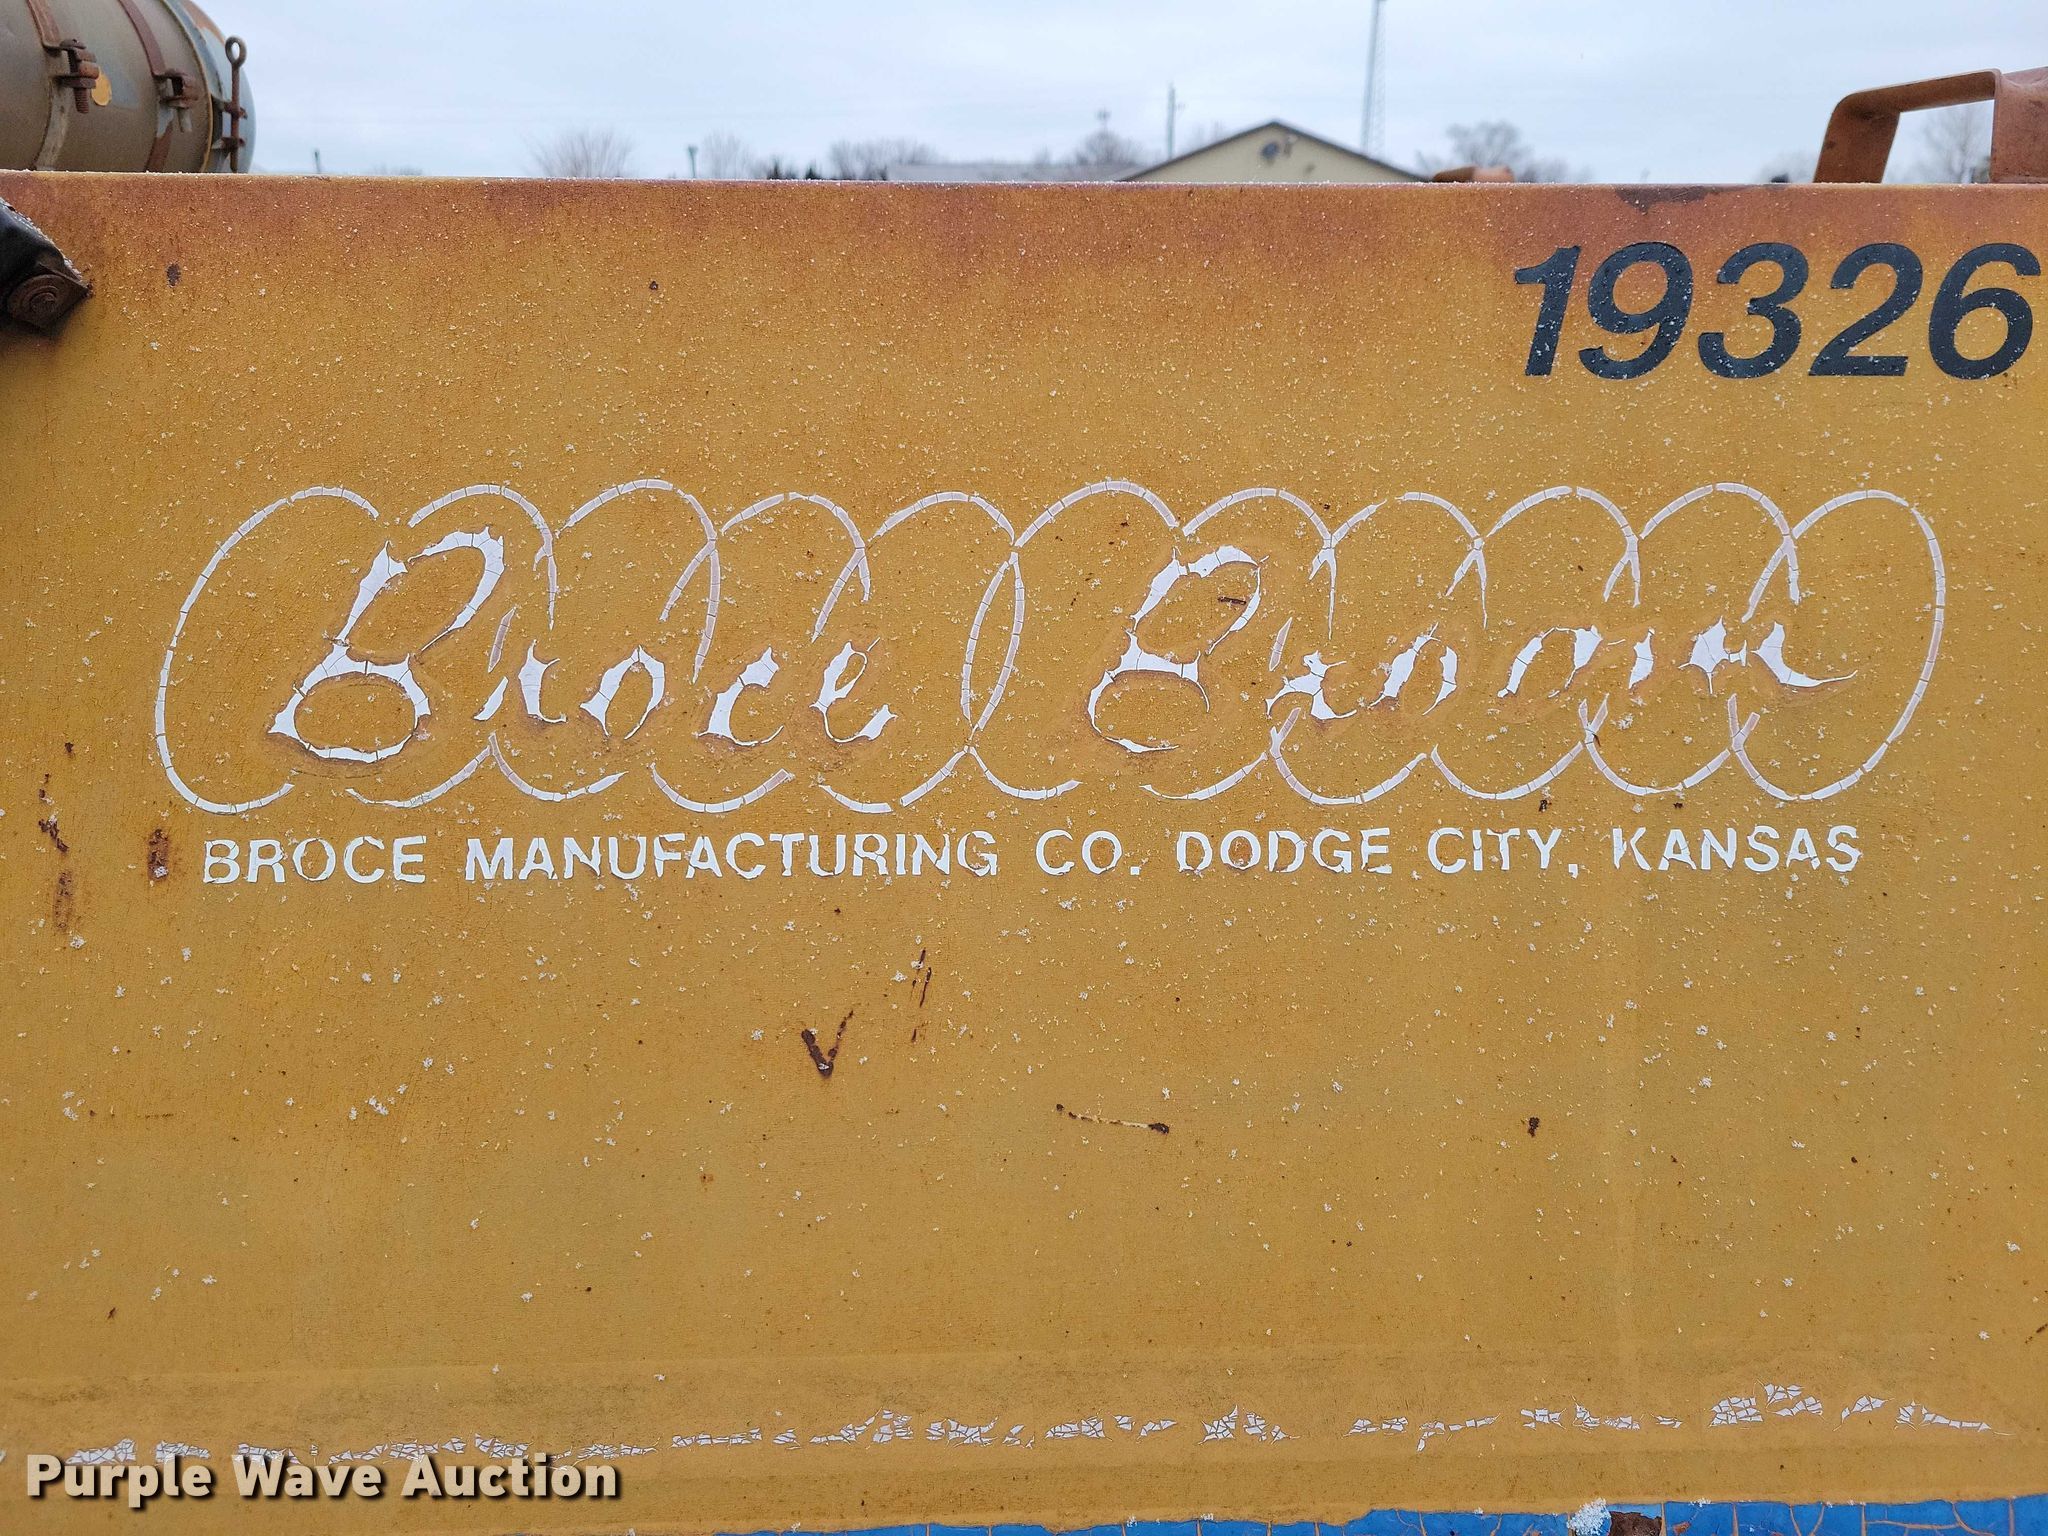 19326
Broce Broom
BROCE MANUFACTURING CO. DODGE CITY, KANSAS
Purple Wave Auction